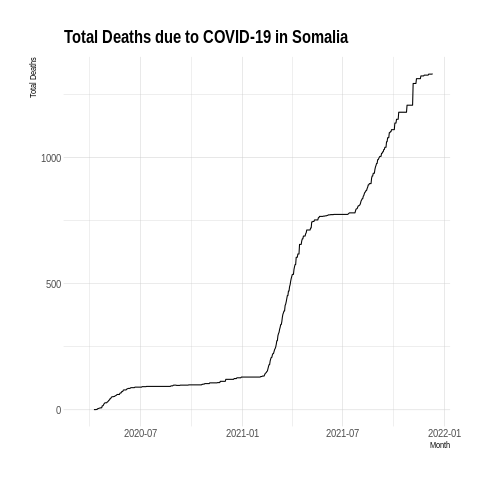 Total Deaths due to COVID-19 in Somalia
Total Deaths
1000
500
0
2020-07 2021-01 2021-07 2022-01
Month